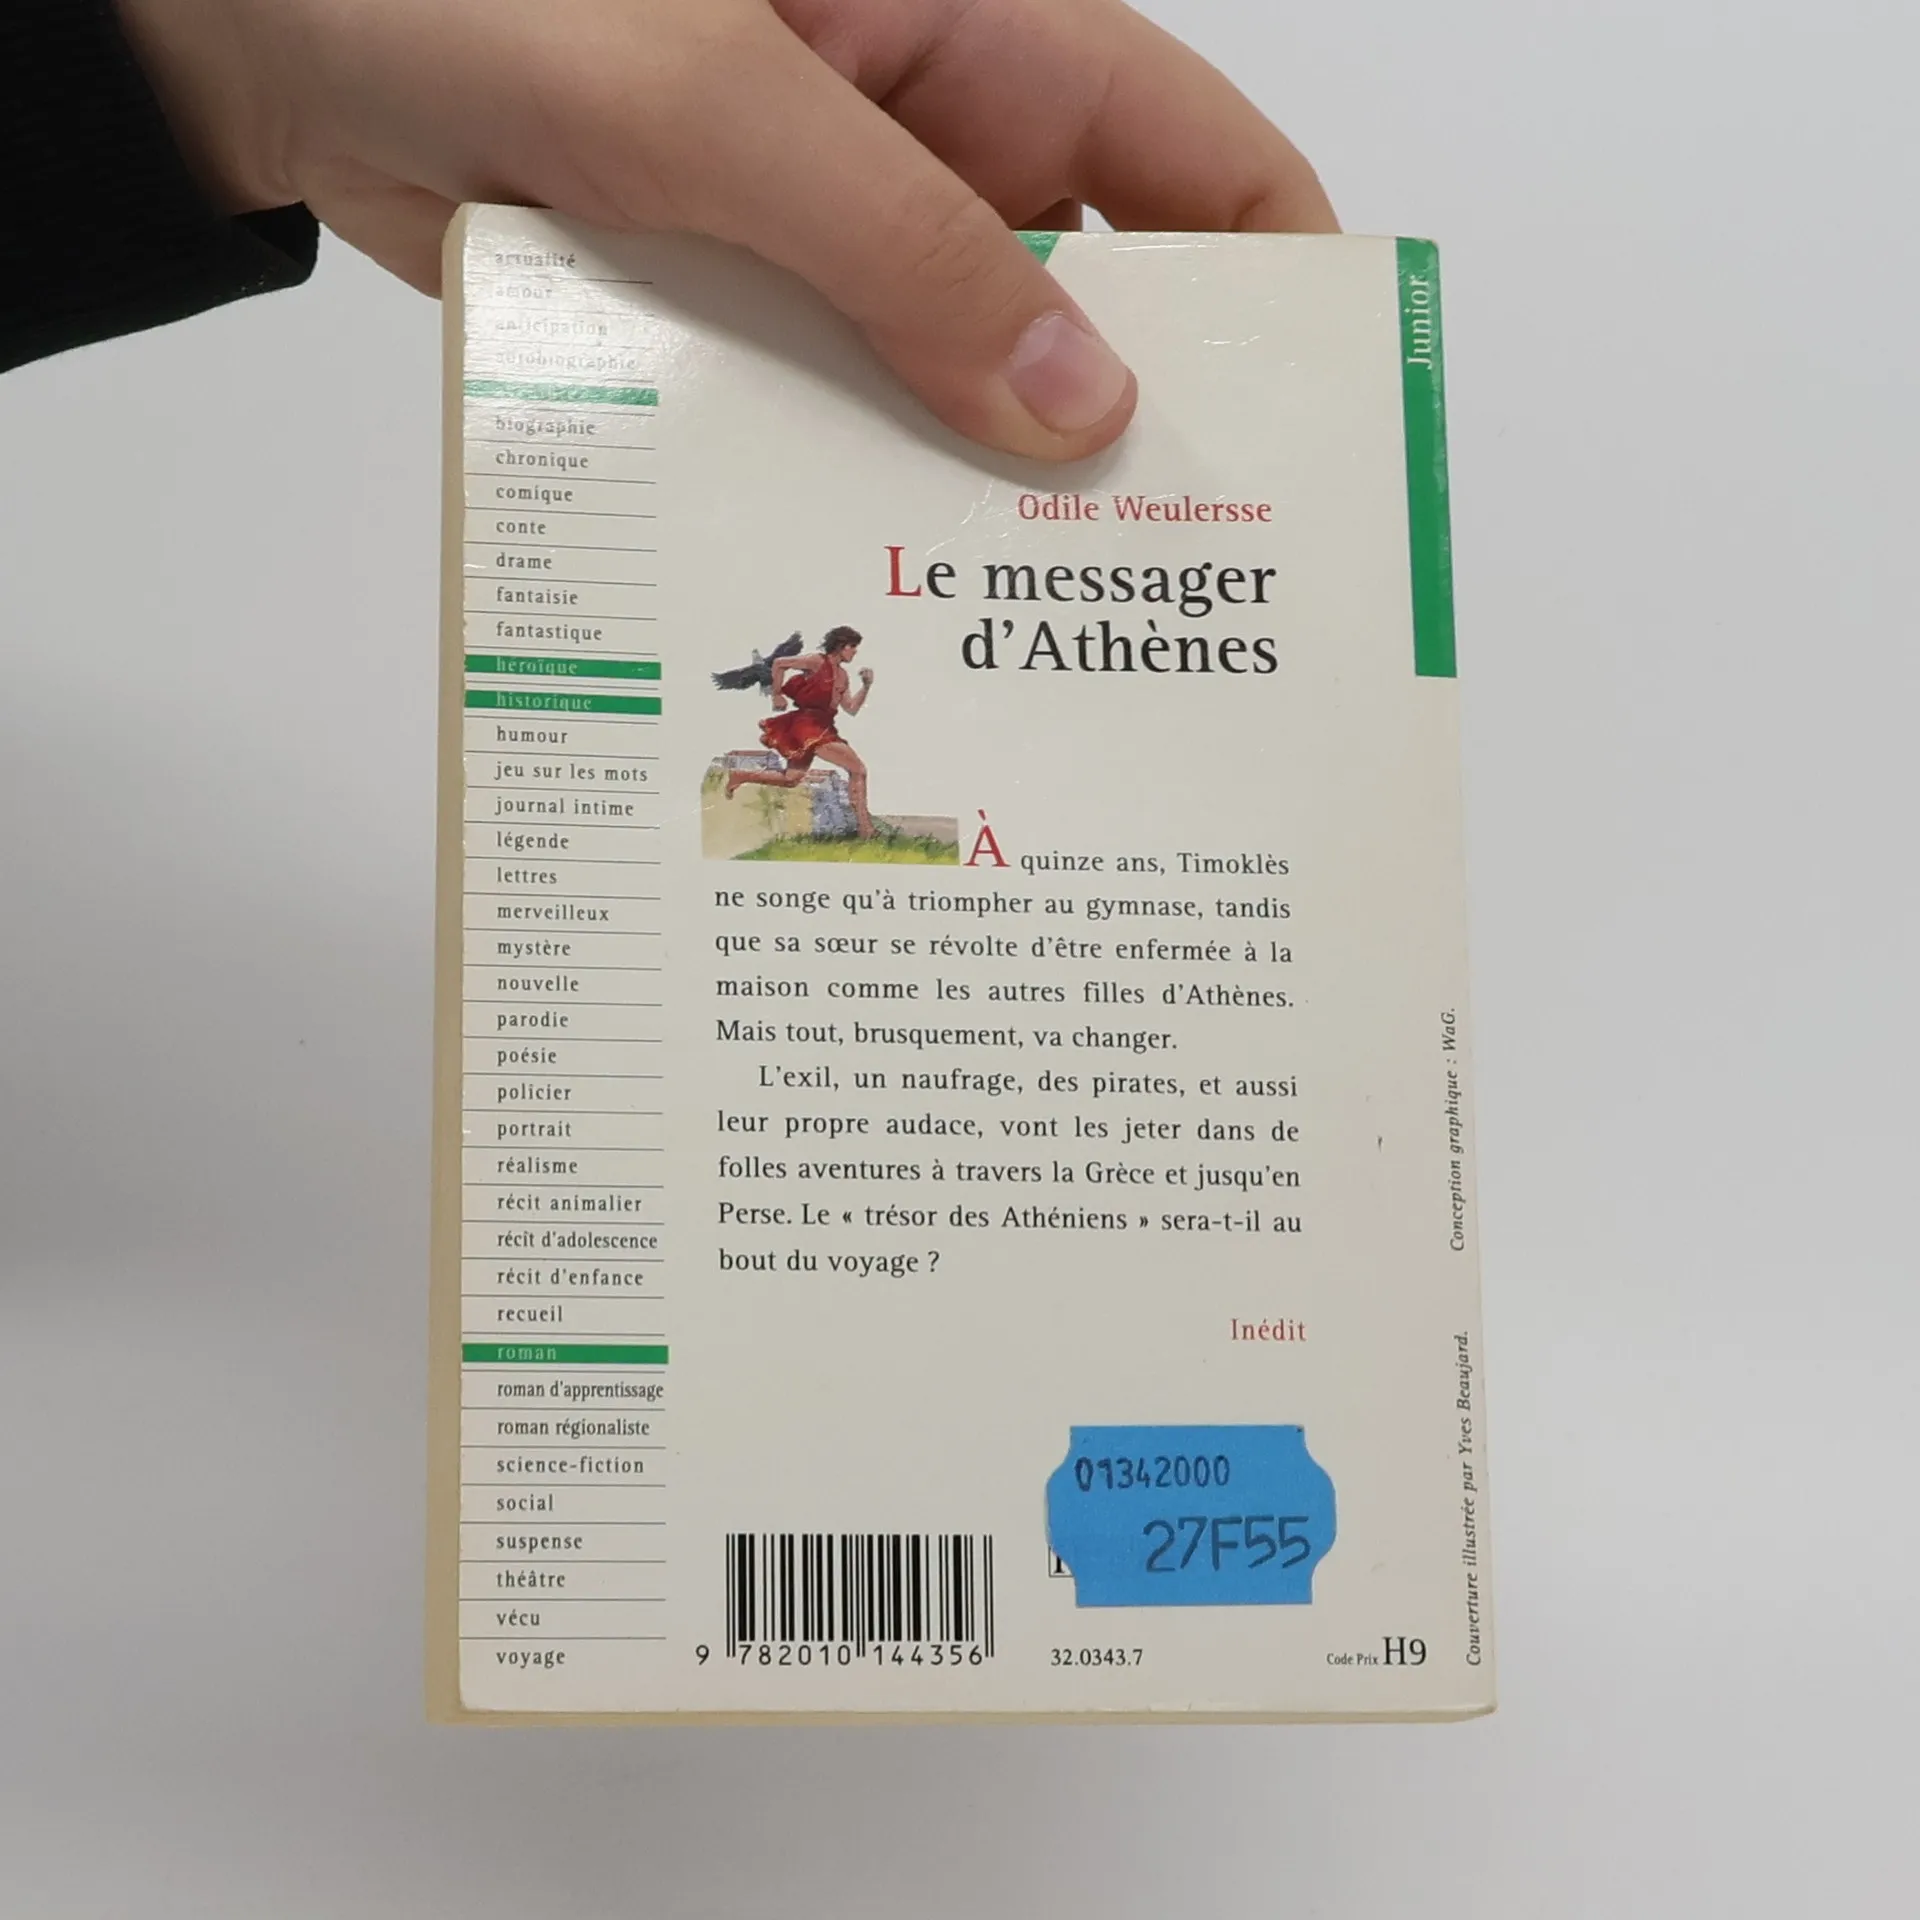 actualité
amour
anticipation
autobiographie
biographie
chronique
comique
conte
drame
fantaisie
fantastique
héroïque
historique
humour
jeu sur les mots
journal intime
légende
lettres
merveilleux
mystère
nouvelle
parodie
poésie
policier
portrait
réalisme
récit animalier
récit d'adolescence
récit d'enfance
recueil
roman
roman d'apprentissage
roman régionaliste
science-fiction
social
suspense
théâtre
vécu
voyage
Junior
Odile Weulersse
Le messager
d'Athènes
À quinze ans, Timoklès
ne songe qu'à triompher au gymnase, tandis
que sa sœur se révolte d'être enfermée à la
maison comme les autres filles d'Athènes.
Mais tout, brusquement, va changer.
L'exil, un naufrage, des pirates, et aussi
leur propre audace, vont les jeter dans de
folles aventures à travers la Grèce et jusqu'en
Perse. Le « trésor des Athéniens » sera-t-il au
bout du voyage ?
Inédit
01342000
27F55
9 782010 144356
32.0343.7
Code Prix H9
Conception graphique : WaG.
Couverture illustrée par Yves Beaujard.